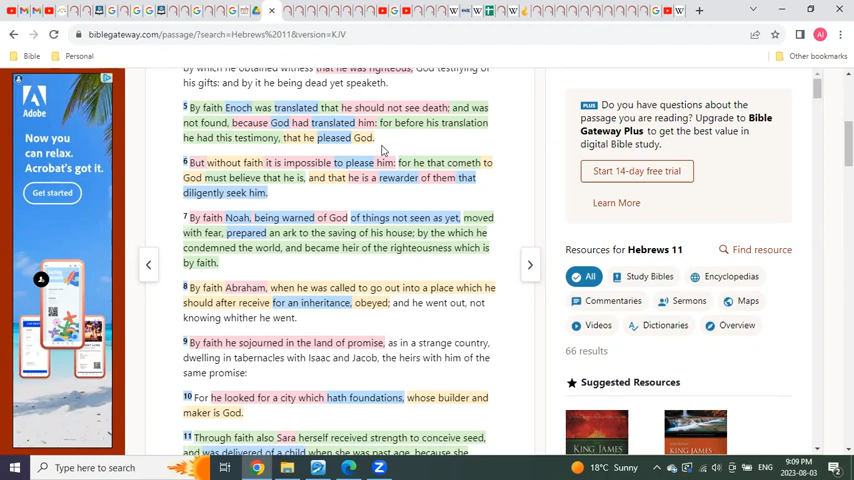 biblegateway.com/passage/?search=Hebrews%2011&version=KJV
AI
Bible
Personal
Other bookmarks
by which he obtained witness that he was righteous, God testifying of
his gifts: and by it he being dead yet speaketh.
5 By faith Enoch was translated that he should not see death; and was
not found, because God had translated him: for before his translation
he had this testimony, that he pleased God.
6 But without faith it is impossible to please him: for he that cometh to
God must believe that he is, and that he is a rewarder of them that
diligently seek him.
7 By faith Noah, being warned of God of things not seen as yet, moved
with fear, prepared an ark to the saving of his house; by the which he
condemned the world, and became heir of the righteousness which is
by faith.
8 By faith Abraham, when he was called to go out into a place which he
should after receive for an inheritance, obeyed; and he went out, not
knowing whither he went.
9 By faith he sojourned in the land of promise, as in a strange country,
dwelling in tabernacles with Isaac and Jacob, the heirs with him of the
same promise:
10 For he looked for a city which hath foundations, whose builder and
maker is God.
11 Through faith also Sara herself received strength to conceive seed,
and was delivered of a child when she was past age, because she
Adobe
Now you
can relax.
Acrobat's got it.
Get started
PLUS Do you have questions about the
passage you are reading? Upgrade to Bible
Gateway Plus to get the best value in
digital Bible study.
Start 14-day free trial
Learn More
Resources for Hebrews 11
Find resource
All
Study Bibles
Encyclopedias
Commentaries
Sermons
Maps
Videos
Dictionaries
Overview
66 results
Suggested Resources
KING JAMES
KING JAMES
Type here to search
18°C Sunny
ENG
9:09 PM
2023-08-03
2